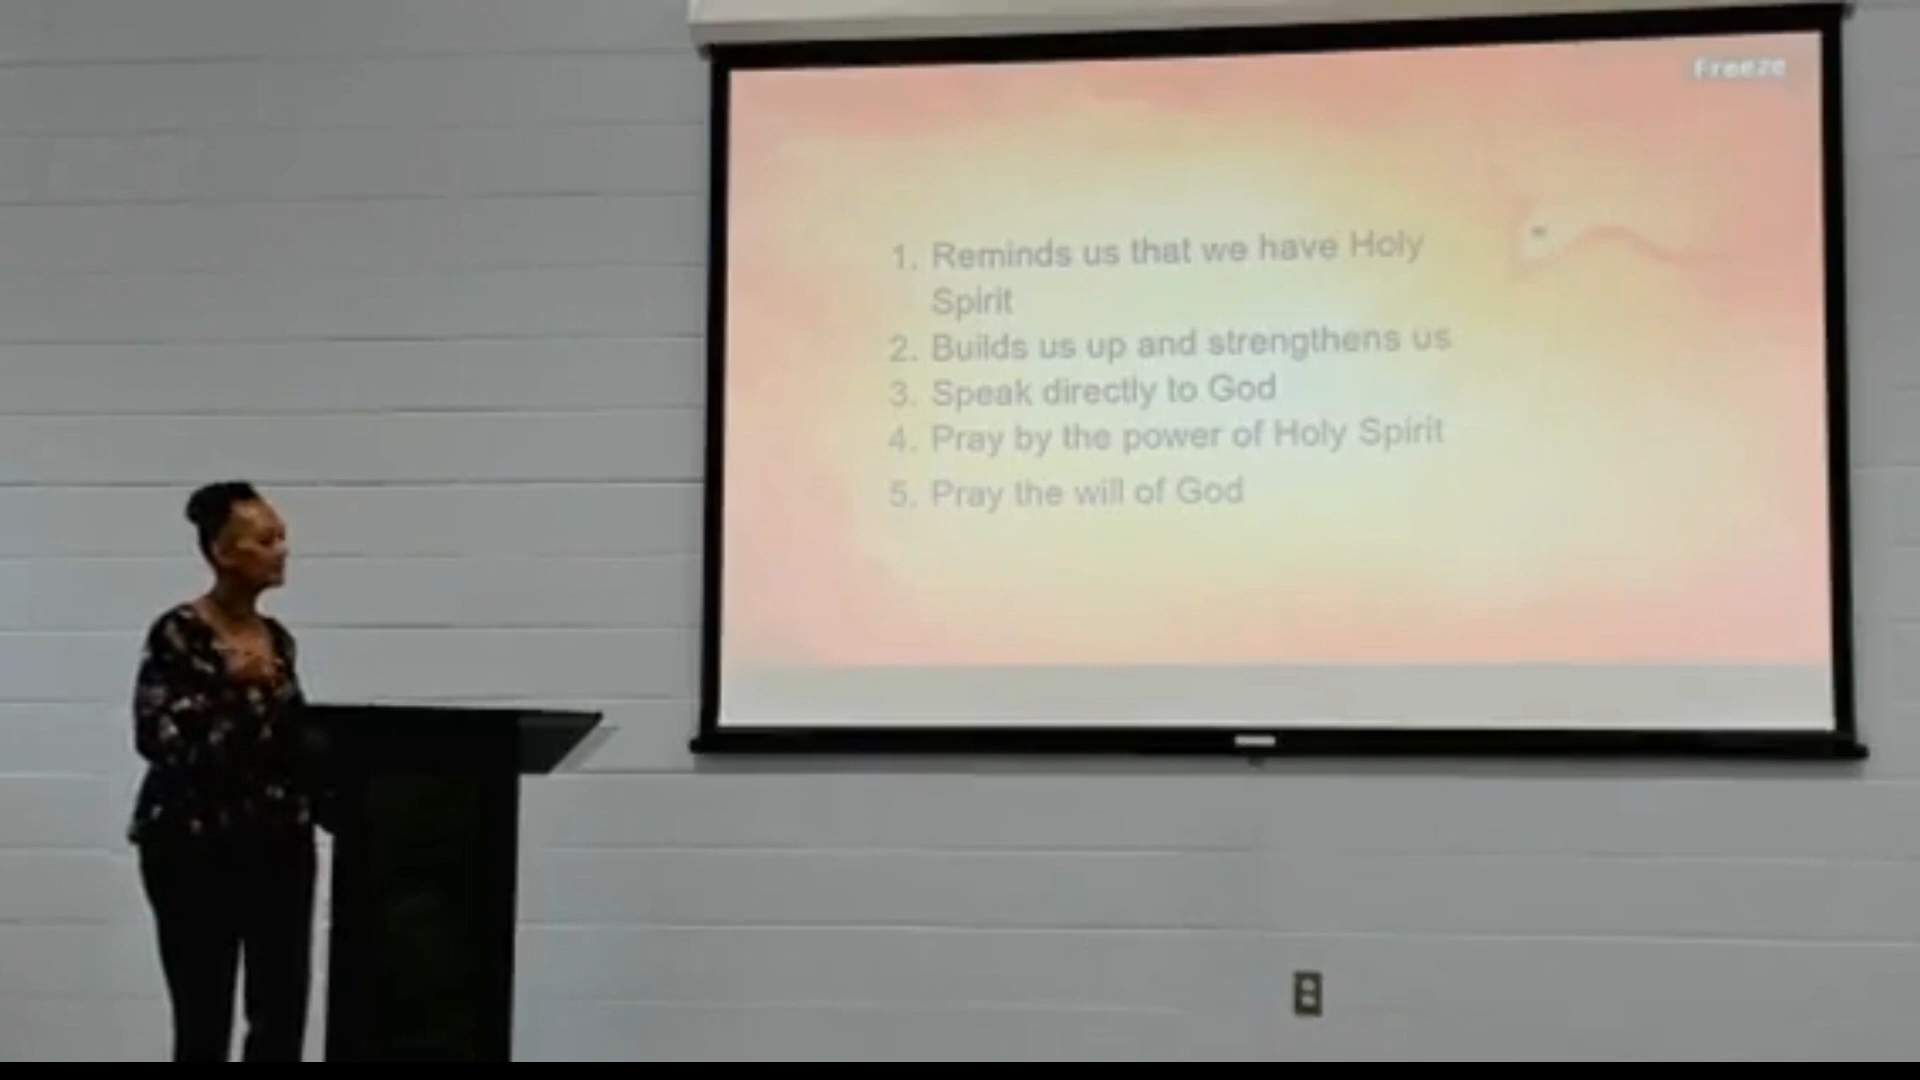 Freeze
1. Reminds us that we have Holy
Spirit
2. Builds us up and strengthens us
3. Speak directly to God
4. Pray by the power of Holy Spirit
5. Pray the will of God